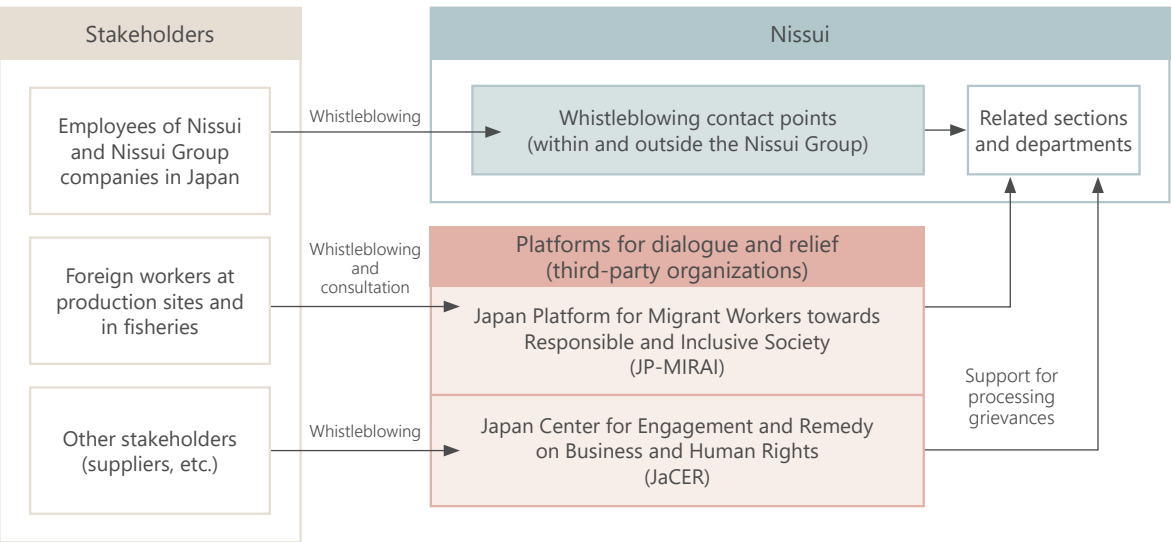 Stakeholders
Nissui
Employees of Nissui
and Nissui Group
companies in Japan
Whistleblowing
Whistleblowing contact points
(within and outside the Nissui Group)
Related sections
and departments
Foreign workers at
production sites and
in fisheries
Whistleblowing
and
consultation
Platforms for dialogue and relief
(third-party organizations)
Japan Platform for Migrant Workers towards
Responsible and Inclusive Society
(JP-MIRAI)
Other stakeholders
(suppliers, etc.)
Whistleblowing
Japan Center for Engagement and Remedy
on Business and Human Rights
(JaCER)
Support for
processing
grievances